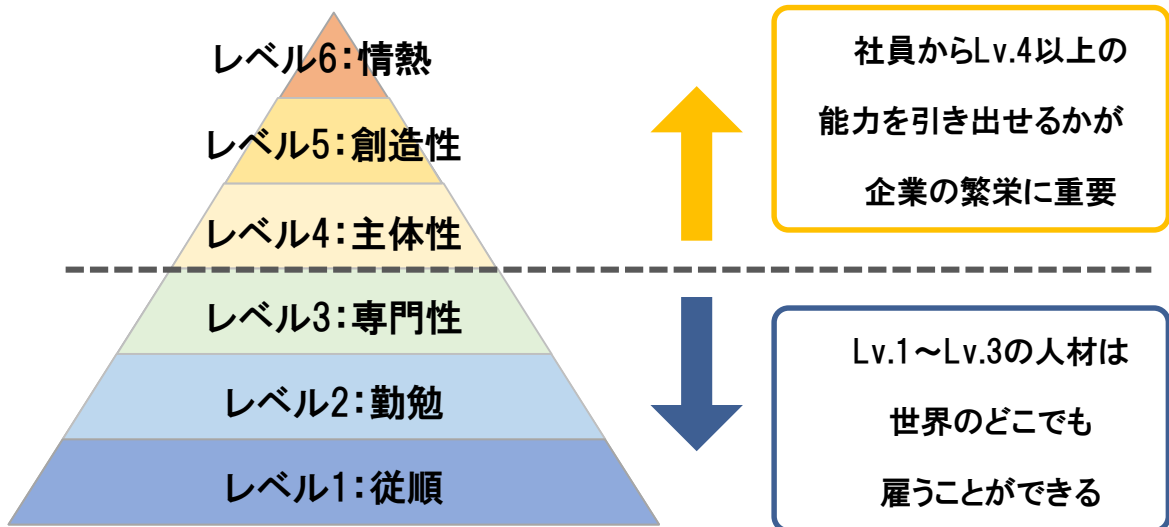 レベル6：情熱
レベル5：創造性
レベル4：主体性
レベル3：専門性
レベル2：勤勉
レベル1：従順
社員からLv.4以上の
能力を引き出せるかが
企業の繁栄に重要
Lv.1～Lv.3の人材は
世界のどこでも
雇うことができる